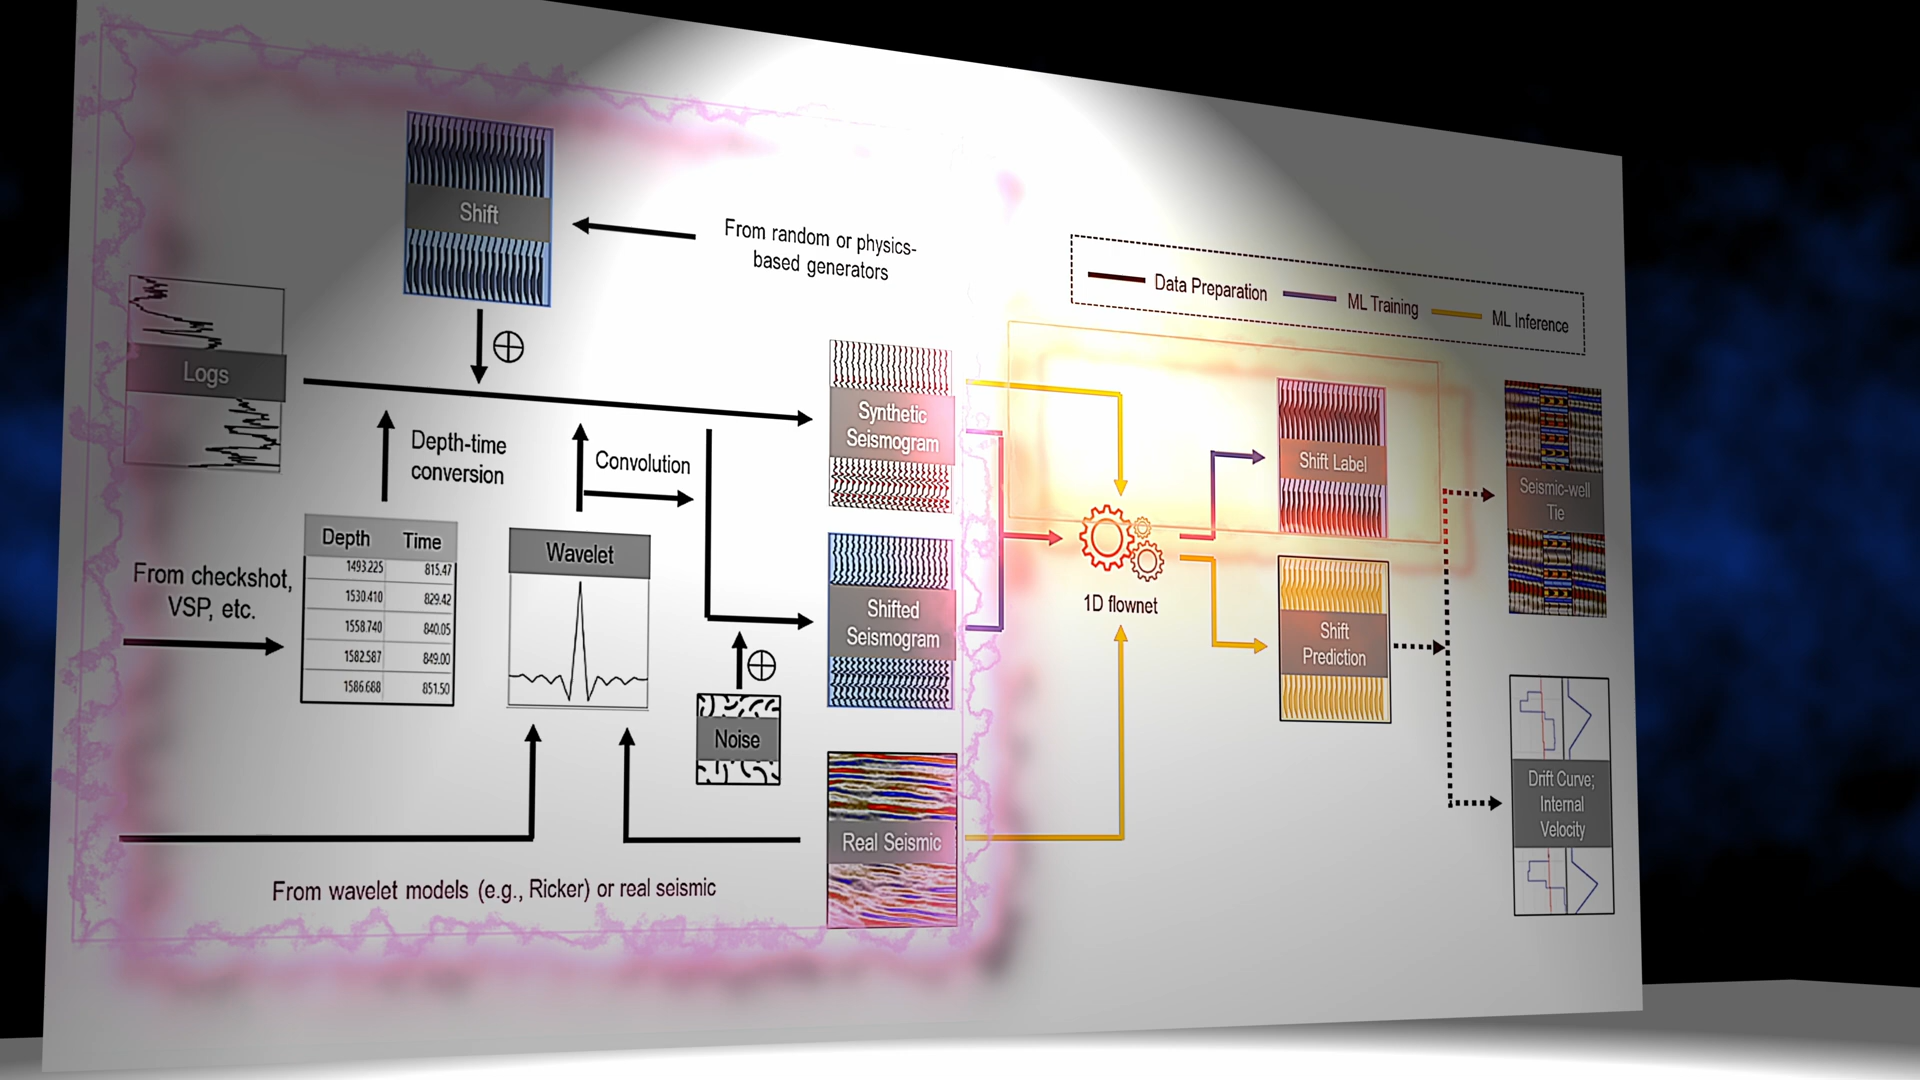 Shift
From random or physics-
based generators
Data Preparation
ML Training
ML Inference
Logs
Depth-time
conversion
Convolution
Synthetic
Seismogram
Shift Label
Seismic-well
Tie
From checkshot,
VSP, etc.
Depth Time
1493.225 815.47
1530.410 829.42
1558.740 840.05
1582.587 849.00
1586.688 851.50
Wavelet
Shifted
Seismogram
1D flownet
Shift
Prediction
Noise
Real Seismic
Drift Curve;
Internal
Velocity
From wavelet models (e.g., Ricker) or real seismic